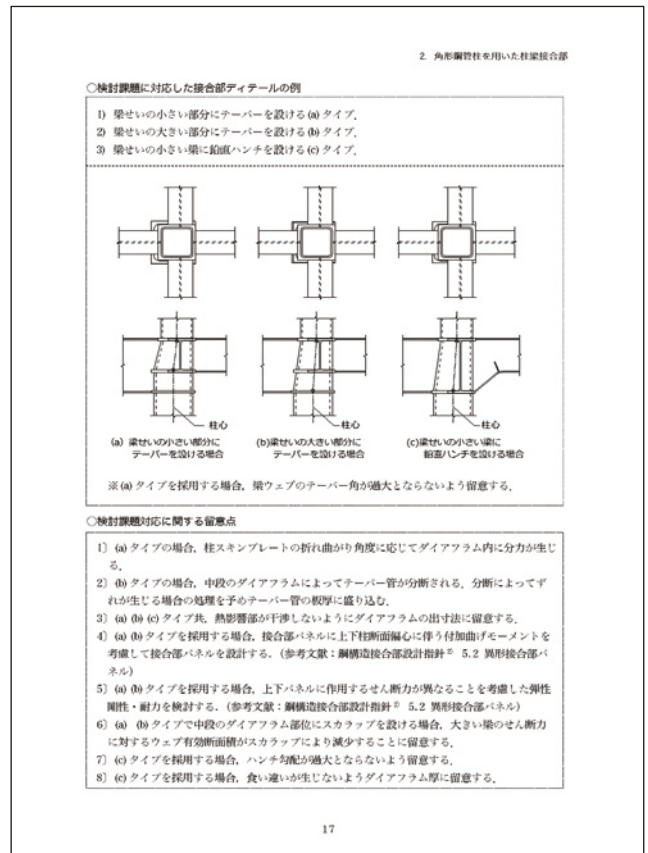 2. 角形鋼管柱を用いた柱梁接合部
○検討課題に対応した接合部ディテールの例
1) 梁せいの小さい部分にテーパーを設ける(a)タイプ.
2) 梁せいの大きい部分にテーパーを設ける(b)タイプ.
3) 梁せいの小さい梁に鉛直ハンチを設ける(c)タイプ.
柱心
柱心
柱心
(a) 梁せいの小さい部分に
テーパーを設ける場合
(b)梁せいの大きい部分に
テーパーを設ける場合
(c)梁せいの小さい梁に
鉛直ハンチを設ける場合
※(a)タイプを採用する場合，梁ウェブのテーパー角が過大とならないよう留意する.
○検討課題対応に関する留意点
1］(a)タイプの場合，柱スキンプレートの折れ曲がり角度に応じてダイアフラム内に分力が生じ
る.
2］(b)タイプの場合，中段のダイアフラムによってテーパー管が分断される．分断によってず
れが生じる場合の処理を予めテーパー管の板厚に盛り込む.
3］(a)(b)(c)タイプ共，熱影響部が干渉しないようにダイアフラムの出寸法に留意する.
4］(a)(b)タイプを採用する場合，接合部パネルに上下柱断面偏心に伴う付加曲げモーメントを
考慮して接合部パネルを設計する．(参考文献：鋼構造接合部設計指針²⁾ 5.2 異形接合部パ
ネル)
5］(a)(b)タイプを採用する場合，上下パネルに作用するせん断力が異なることを考慮した弾性
剛性・耐力を検討する．(参考文献：鋼構造接合部設計指針²⁾ 5.2 異形接合部パネル)
6］(a) (b)タイプで中段のダイアフラム部位にスカラップを設ける場合，大きい梁のせん断力
に対するウェブ有効断面積がスカラップにより減少することに留意する.
7］(c)タイプを採用する場合，ハンチ勾配が過大とならないよう留意する.
8］(c)タイプを採用する場合，食い違いが生じないようダイアフラム厚に留意する.
17